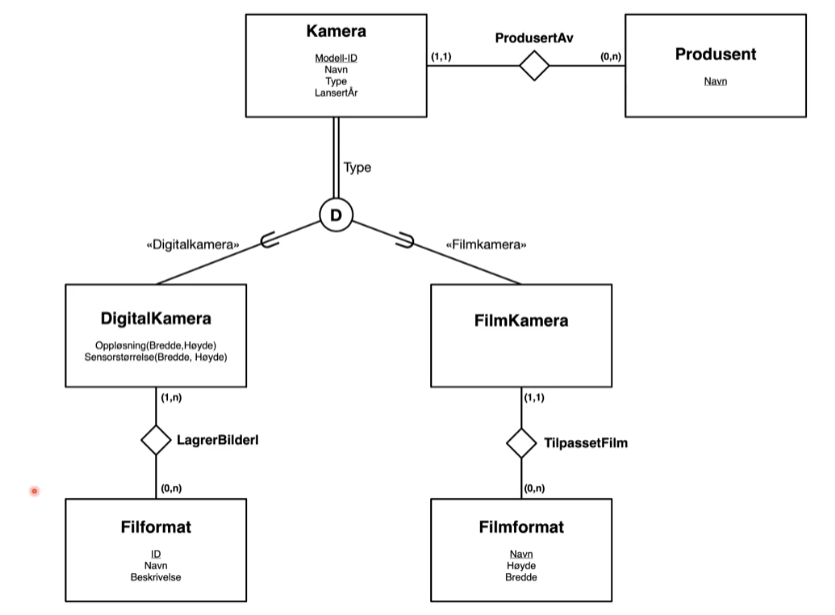 Kamera
Modell-ID
Navn
Type
LansertÅr
ProdusertAv
(1,1)
(0,n)
Produsent
Navn
Type
D
«Digitalkamera»
«Filmkamera»
DigitalKamera
Oppløsning(Bredde,Høyde)
Sensorstørrelse(Bredde, Høyde)
FilmKamera
(1,n)
LagrerBilderI
(0,n)
(1,1)
TilpassetFilm
(0,n)
Filformat
ID
Navn
Beskrivelse
Filmformat
Navn
Høyde
Bredde